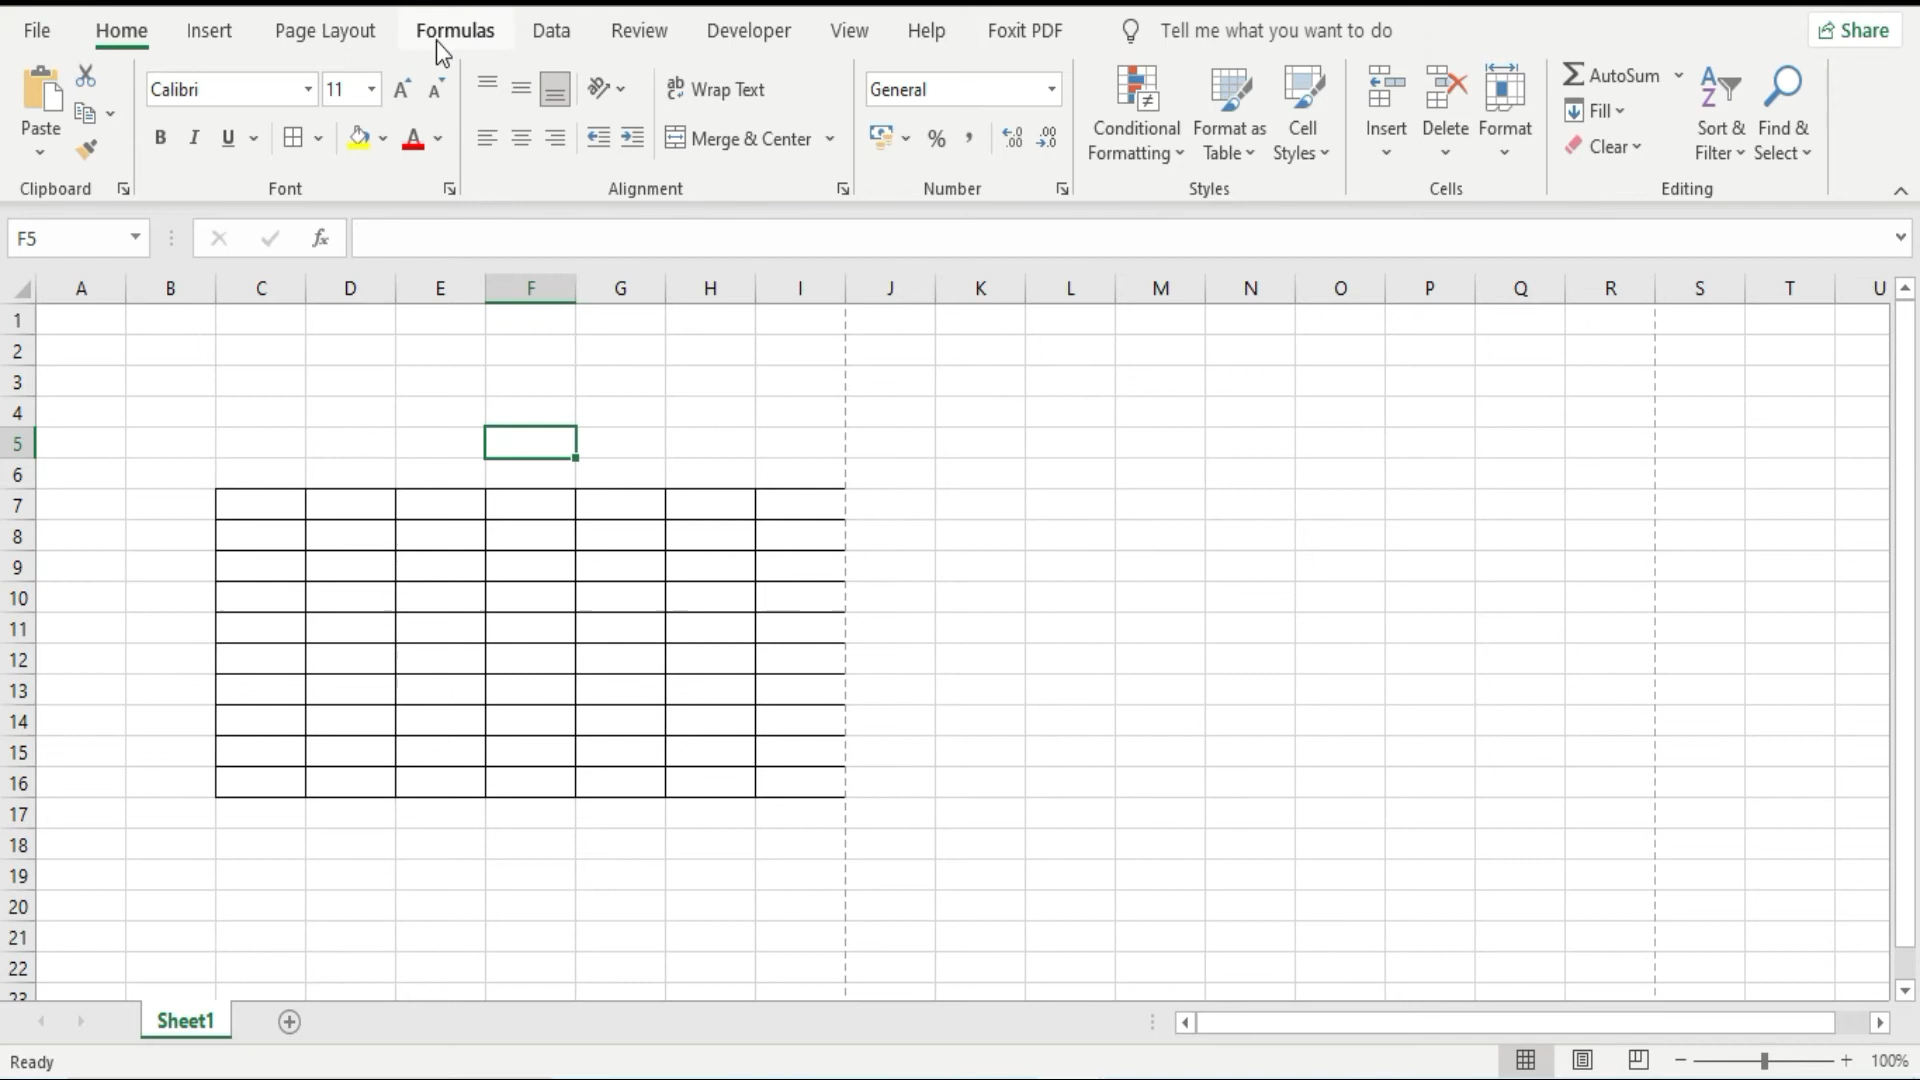 File Home Insert Page Layout Formulas Data Review Developer View Help Foxit PDF Tell me what you want to do Share
Paste
Clipboard
Calibri 11
B I U A
Font
Wrap Text
Merge & Center
Alignment
General
%
Number
Conditional Formatting
Format as Table
Cell Styles
Styles
Insert
Delete
Format
Cells
AutoSum
Fill
Clear
Sort & Filter
Find & Select
Editing
F5 fx
A B C D E F G H I J K L M N O P Q R S T U
1
2
3
4
5
6
7
8
9
10
11
12
13
14
15
16
17
18
19
20
21
22
23
Sheet1
Ready 100%